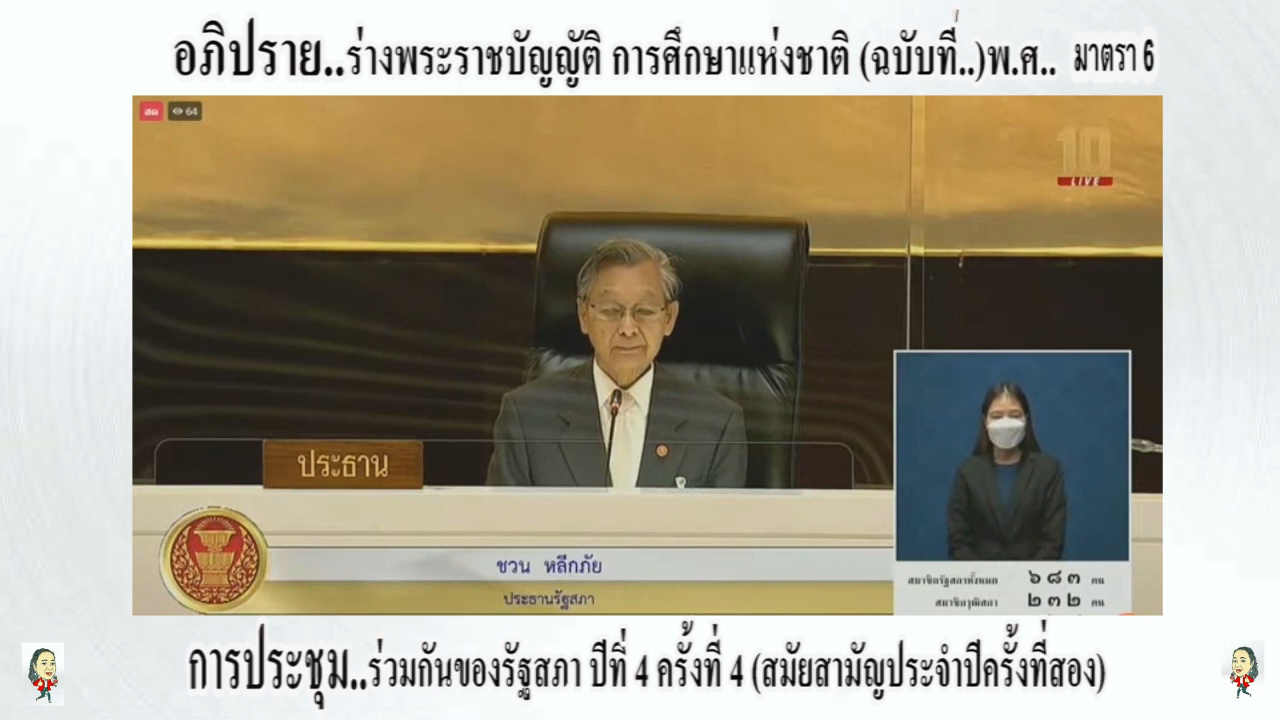 อภิปราย..ร่างพระราชบัญญัติ การศึกษาแห่งชาติ (ฉบับที่..)พ.ศ.. มาตรา 6
สด 64
10
LIVE
ประธาน
ชวน หลีกภัย
ประธานรัฐสภา
สมาชิกรัฐสภาทั้งหมด ๖๘๓ คน
สมาชิกวุฒิสภา ๒๓๒ คน
การประชุม..ร่วมกันของรัฐสภา ปีที่ 4 ครั้งที่ 4 (สมัยสามัญประจำปีครั้งที่สอง)